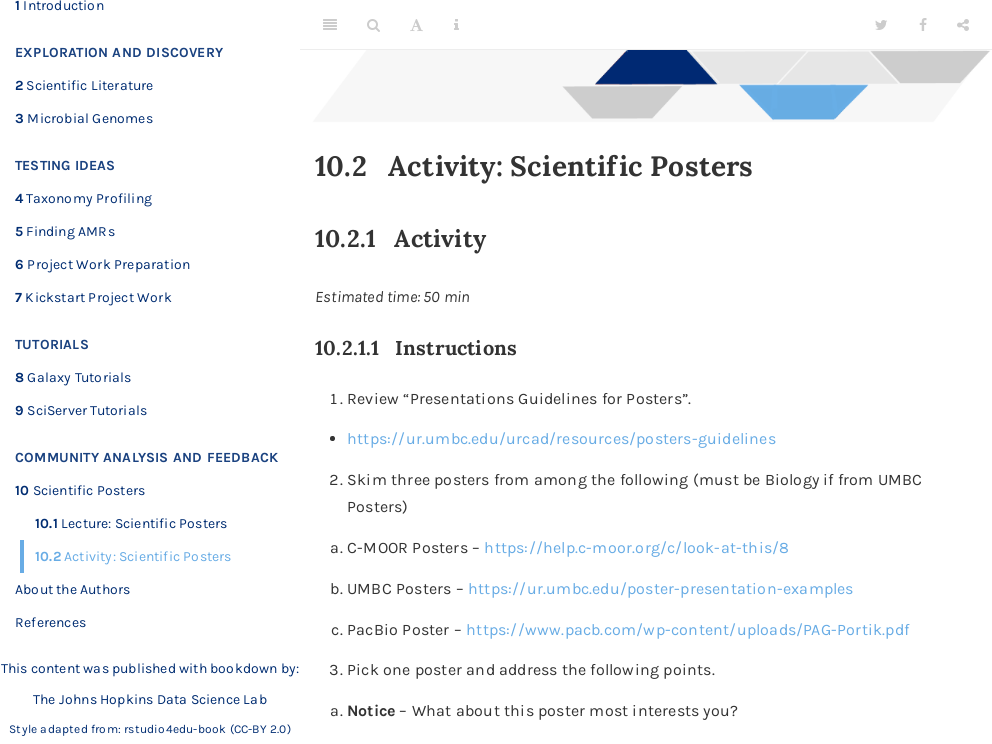 1 Introduction
EXPLORATION AND DISCOVERY
2 Scientific Literature
3 Microbial Genomes
TESTING IDEAS
4 Taxonomy Profiling
5 Finding AMRs
6 Project Work Preparation
7 Kickstart Project Work
TUTORIALS
8 Galaxy Tutorials
9 SciServer Tutorials
COMMUNITY ANALYSIS AND FEEDBACK
10 Scientific Posters
10.1 Lecture: Scientific Posters
10.2 Activity: Scientific Posters
About the Authors
References
This content was published with bookdown by:
The Johns Hopkins Data Science Lab
Style adapted from: rstudio4edu-book (CC-BY 2.0)
10.2 Activity: Scientific Posters
10.2.1 Activity
Estimated time: 50 min
10.2.1.1 Instructions
1. Review “Presentations Guidelines for Posters”.
• https://ur.umbc.edu/urcad/resources/posters-guidelines
2. Skim three posters from among the following (must be Biology if from UMBC
Posters)
a. C-MOOR Posters – https://help.c-moor.org/c/look-at-this/8
b. UMBC Posters – https://ur.umbc.edu/poster-presentation-examples
c. PacBio Poster – https://www.pacb.com/wp-content/uploads/PAG-Portik.pdf
3. Pick one poster and address the following points.
a. Notice – What about this poster most interests you?